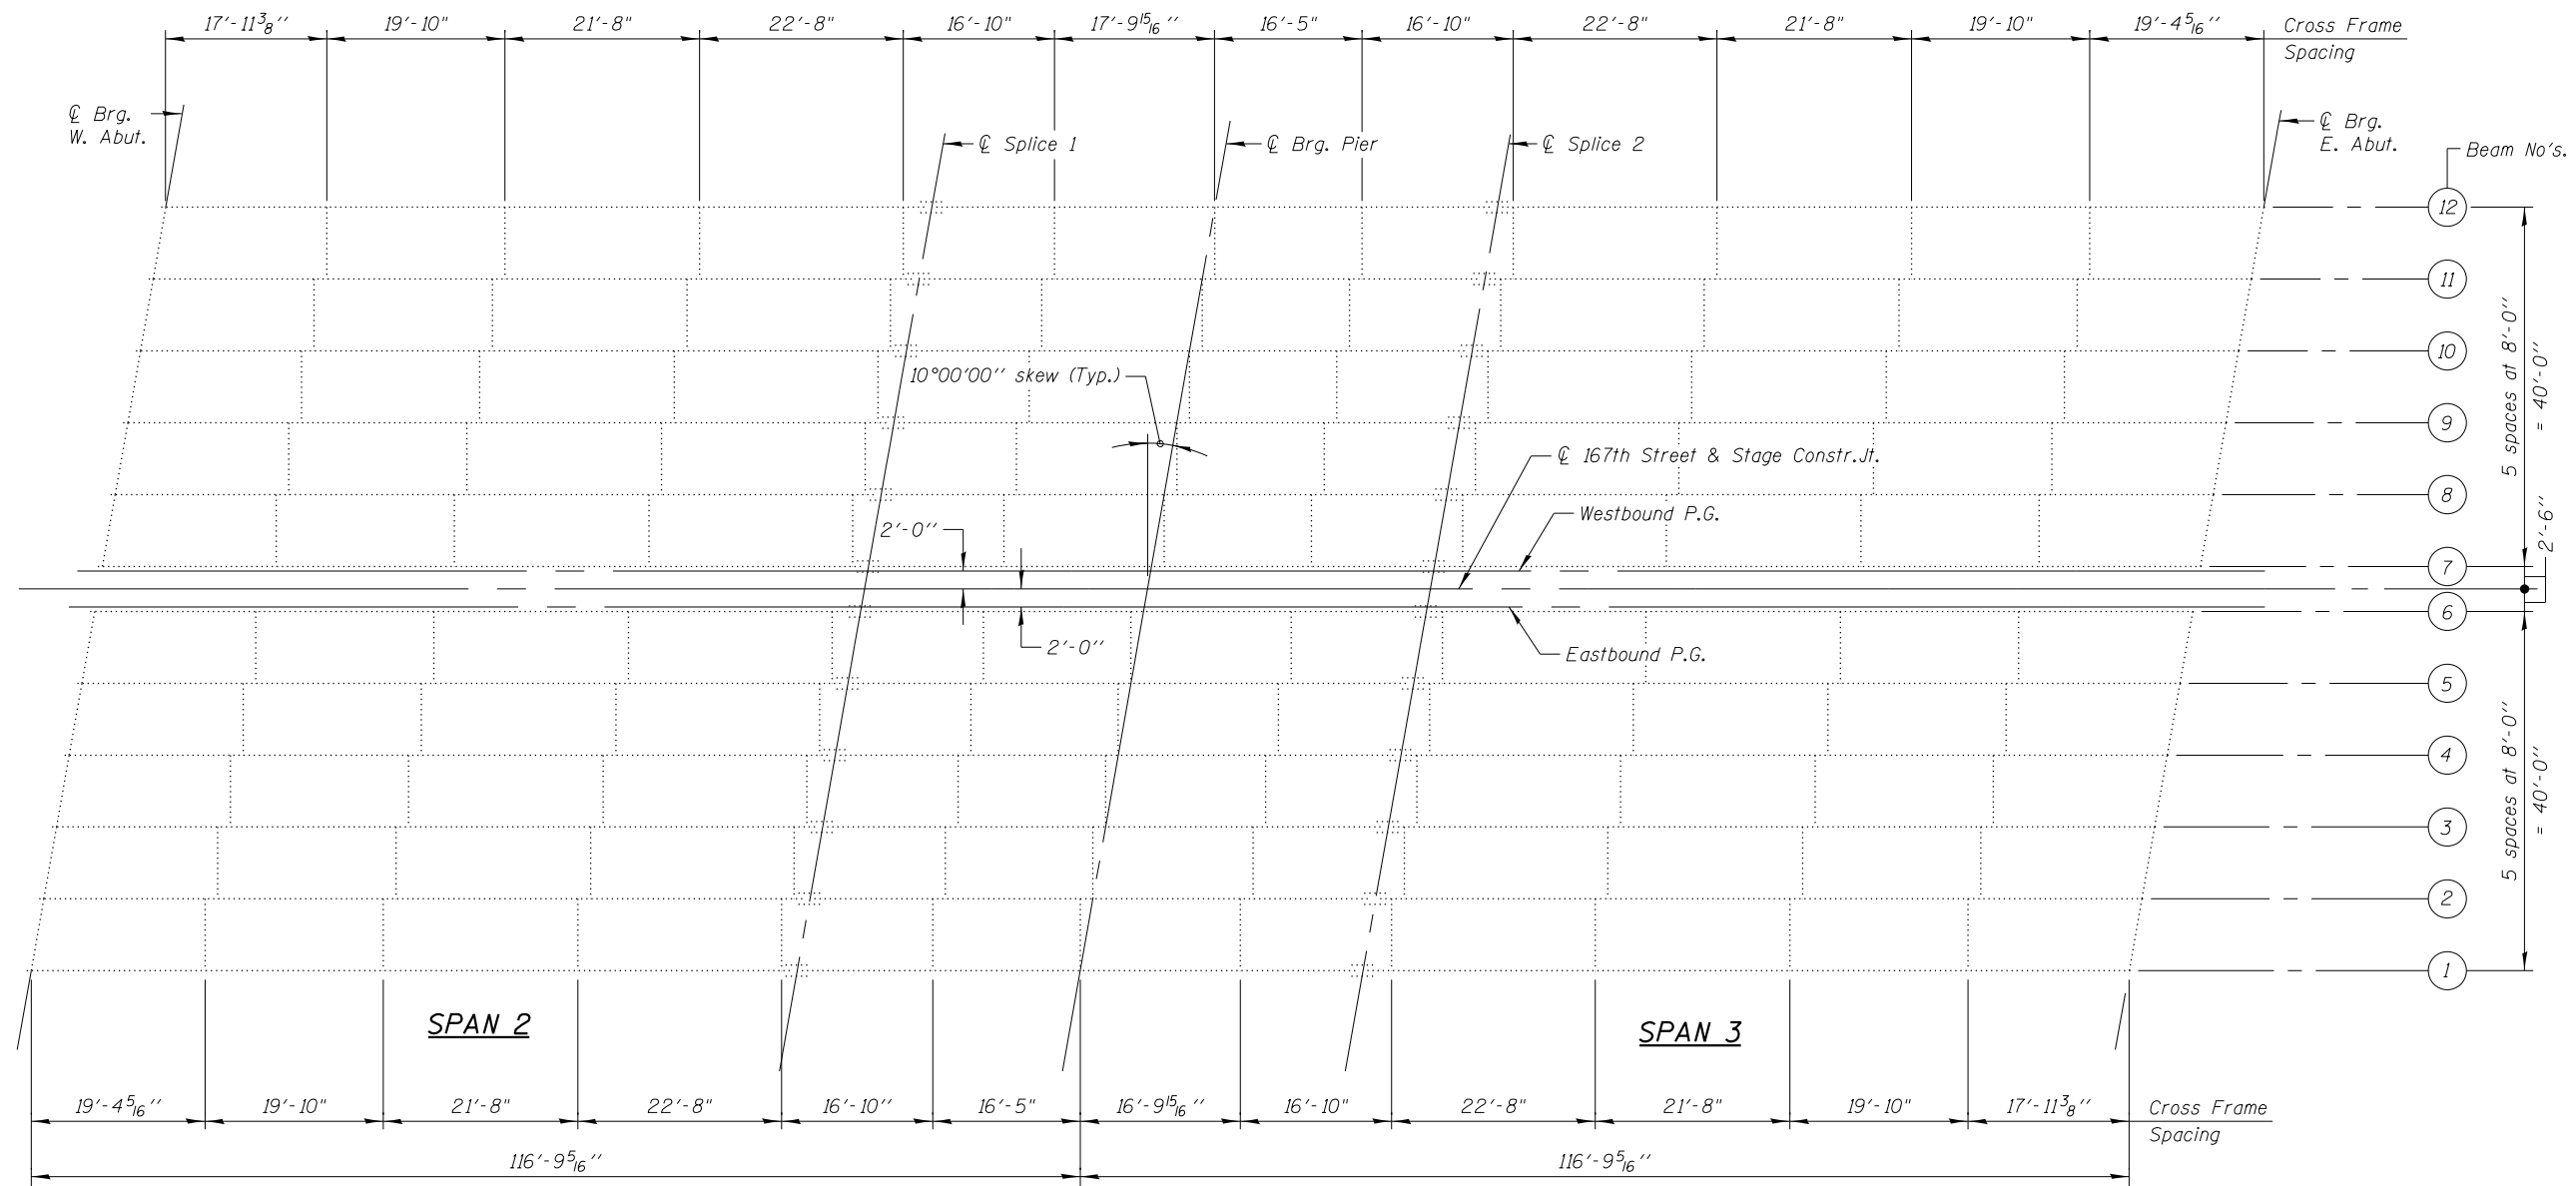 17'-11 3/8" 19'-10" 21'-8" 22'-8" 16'-10" 17'-9 15/16" 16'-5" 16'-10" 22'-8" 21'-8" 19'-10" 19'-4 5/16" Cross Frame
Spacing
℄ Brg.
W. Abut.
℄ Splice 1
℄ Brg. Pier
℄ Splice 2
℄ Brg.
E. Abut.
Beam No's.
12
11
10
9
8
7
6
5
4
3
2
1
5 spaces at 8'-0"
= 40'-0"
2'-6"
5 spaces at 8'-0"
= 40'-0"
10°00'00" skew (Typ.)
℄ 167th Street & Stage Constr.Jt.
Westbound P.G.
2'-0"
2'-0"
Eastbound P.G.
SPAN 2
SPAN 3
19'-4 5/16" 19'-10" 21'-8" 22'-8" 16'-10" 16'-5" 16'-9 15/16" 16'-10" 22'-8" 21'-8" 19'-10" 17'-11 3/8" Cross Frame
Spacing
116'-9 5/16" 116'-9 5/16"